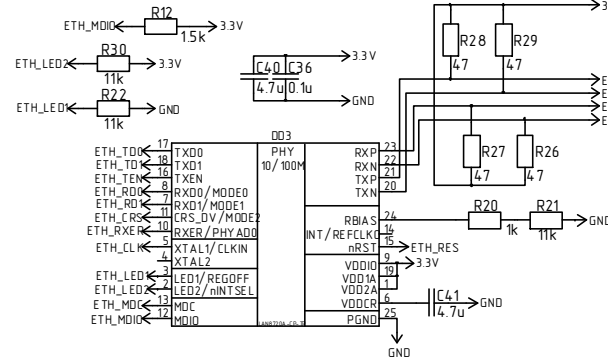 R12
ETH_MDIO
3.3V
1.5k
R30
ETH_LED2
3.3V
11k
R22
ETH_LED1
GND
11k
3.3V
C40
C36
4.7u
0.1u
GND
R28
R29
47
47
R27
R26
47
47
DD3
PHY
10/100M
ETH_TD0 17 TXD0
ETH_TD1 18 TXD1
ETH_TEN 16 TXEN
ETH_RD0 8 RXD0/MODE0
ETH_RD1 7 RXD1/MODE1
ETH_CRS 11 CRS_DV/MODE2
ETH_RXER 10 RXER/PHYAD0
ETH_CLK 5 XTAL1/CLKIN
4 XTAL2
ETH_LED1 3 LED1/REGOFF
ETH_LED2 2 LED2/nINTSEL
ETH_MDC 13 MDC
ETH_MDIO 12 MDIO
RXP 23
RXN 22
TXP 21
TXN 20
RBIAS 24
INT/REFCLKO 14
nRST 15 ETH_RES
VDDIO 9 3.3V
VDD1A 19
VDD2A 1
VDDCR 6
PGND 25
R20
R21
1k
11k
GND
C41
4.7u
GND
GND